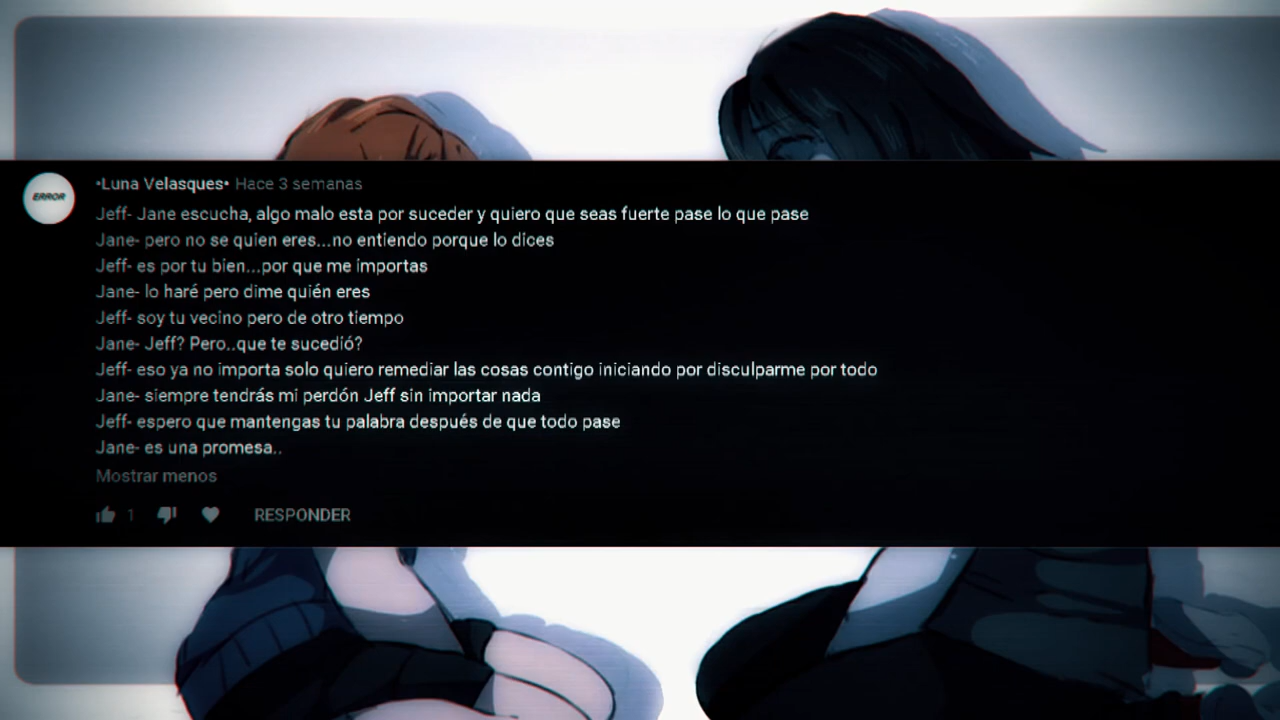 ERROR
•Luna Velasques• Hace 3 semanas
Jeff- Jane escucha, algo malo esta por suceder y quiero que seas fuerte pase lo que pase
Jane- pero no se quien eres...no entiendo porque lo dices
Jeff- es por tu bien...por que me importas
Jane- lo haré pero dime quién eres
Jeff- soy tu vecino pero de otro tiempo
Jane- Jeff? Pero..que te sucedió?
Jeff- eso ya no importa solo quiero remediar las cosas contigo iniciando por disculparme por todo
Jane- siempre tendrás mi perdón Jeff sin importar nada
Jeff- espero que mantengas tu palabra después de que todo pase
Jane- es una promesa..
Mostrar menos
1 RESPONDER